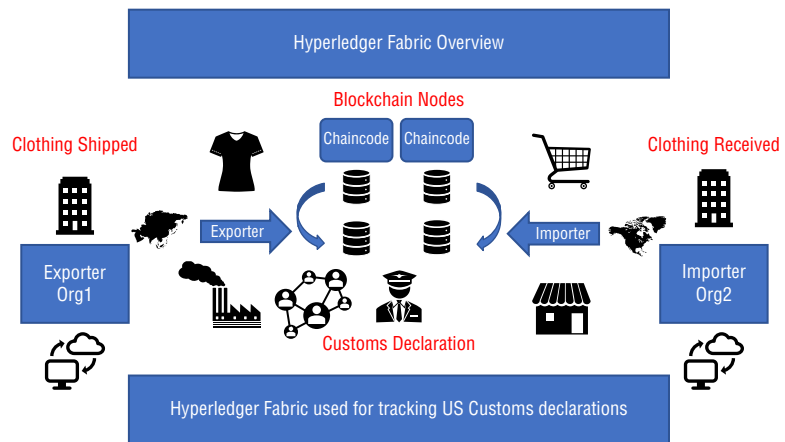 Hyperledger Fabric Overview
Blockchain Nodes
Clothing Shipped
Chaincode
Chaincode
Clothing Received
Exporter
Importer
Exporter
Org1
Importer
Org2
Customs Declaration
Hyperledger Fabric used for tracking US Customs declarations